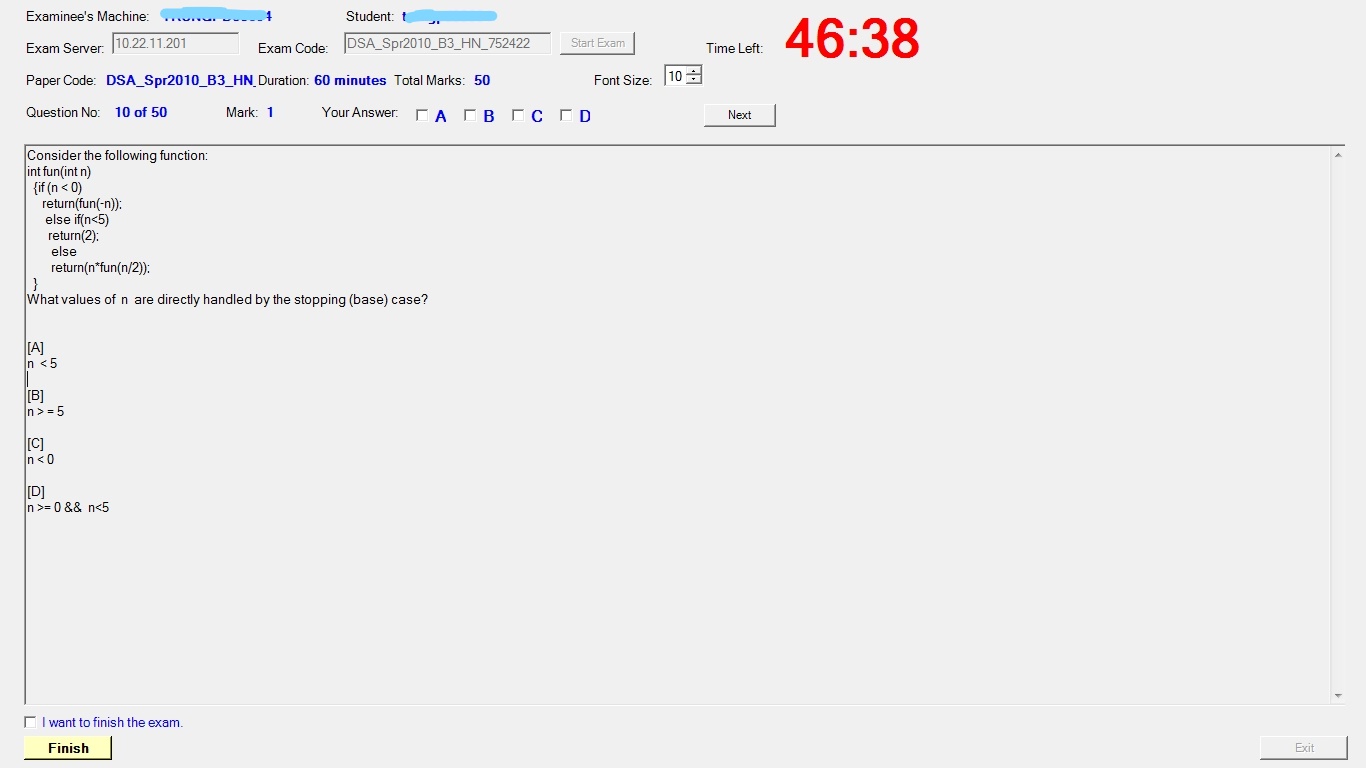 Examinee's Machine: Student:
Exam Server: 10.22.11.201 Exam Code: DSA_Spr2010_B3_HN_752422 Start Exam Time Left: 46:38
Paper Code: DSA_Spr2010_B3_HN_ Duration: 60 minutes Total Marks: 50 Font Size: 10
Question No: 10 of 50 Mark: 1 Your Answer: A B C D Next
Consider the following function:
int fun(int n)
{if (n < 0)
return(fun(-n));
else if(n<5)
return(2);
else
return(n*fun(n/2));
}
What values of n are directly handled by the stopping (base) case?
[A]
n < 5
[B]
n > = 5
[C]
n < 0
[D]
n >= 0 && n<5
I want to finish the exam.
Finish Exit